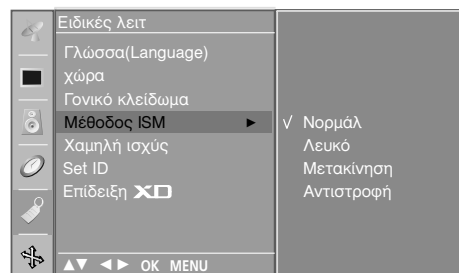 Ειδικές λειτ
Γλώσσα(Language)
χώρα
Γονικό κλείδωμα
Μέθοδος ISM ►
Χαμηλή ισχύς
Set ID
Επίδειξη XD
√ Νορμάλ
Λευκό
Μετακίνηση
Αντιστροφή
▲▼ ◄► OK MENU